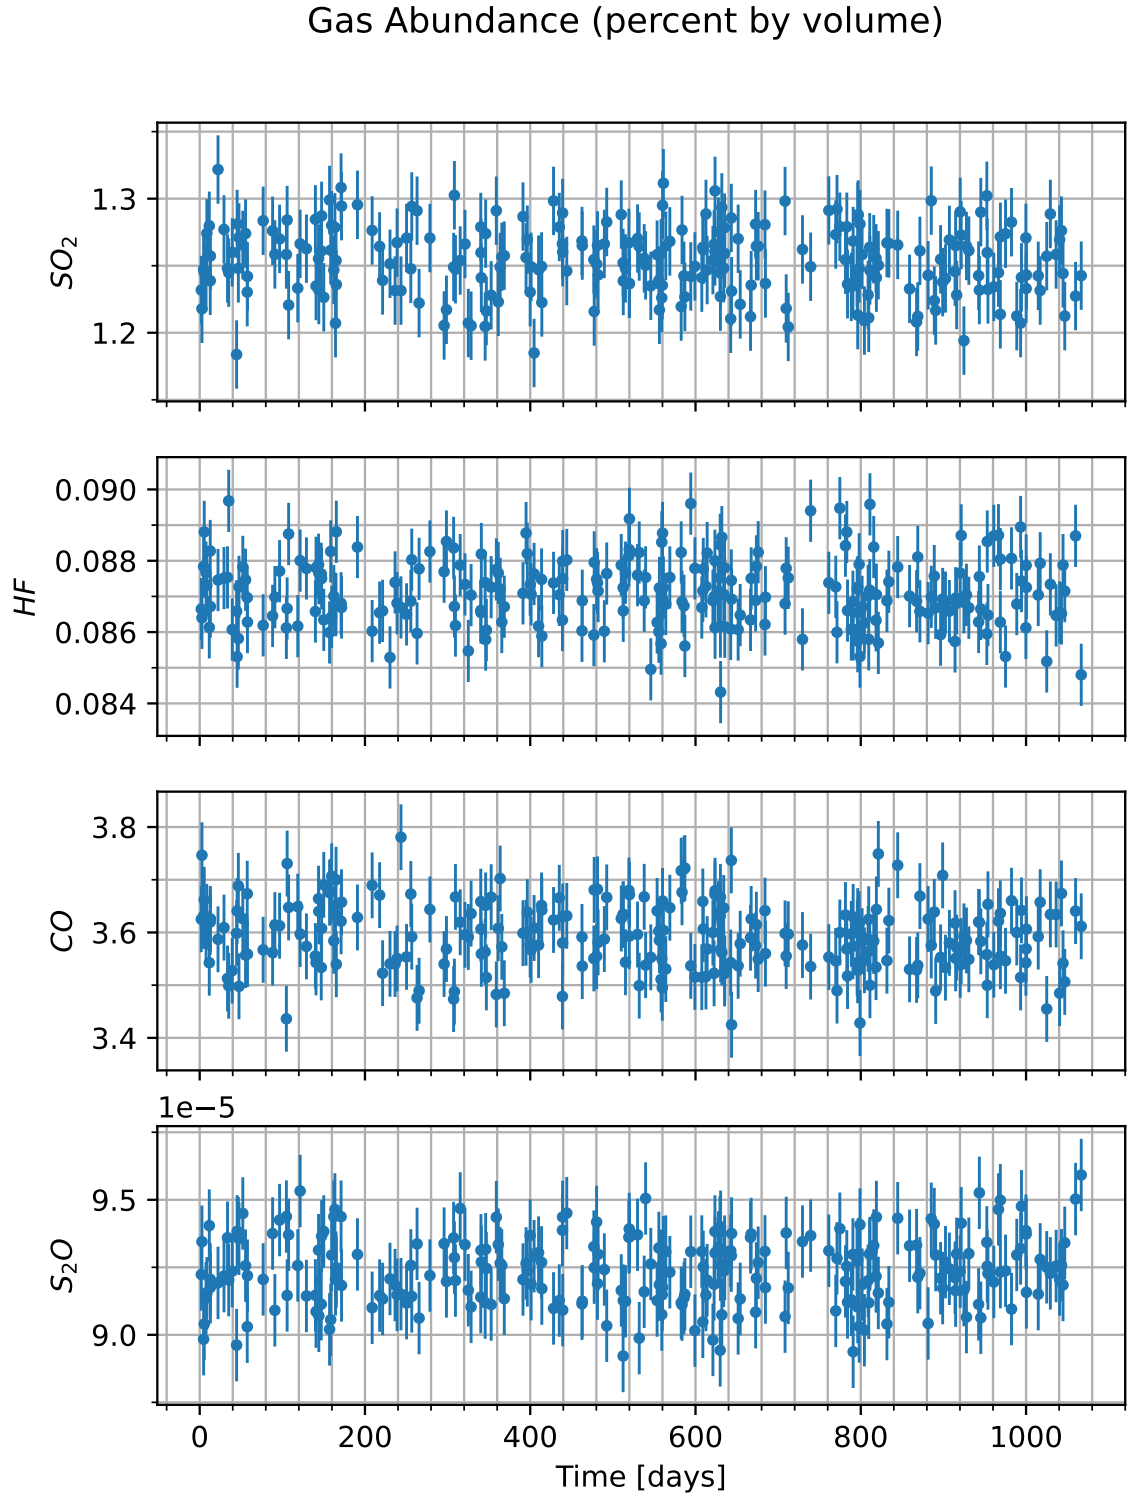 Gas Abundance (percent by volume)
1.3
1.2
SO₂
0.090
0.088
0.086
0.084
HF
3.8
3.6
3.4
CO
1e−5
9.5
9.0
S₂O
0 200 400 600 800 1000
Time [days]